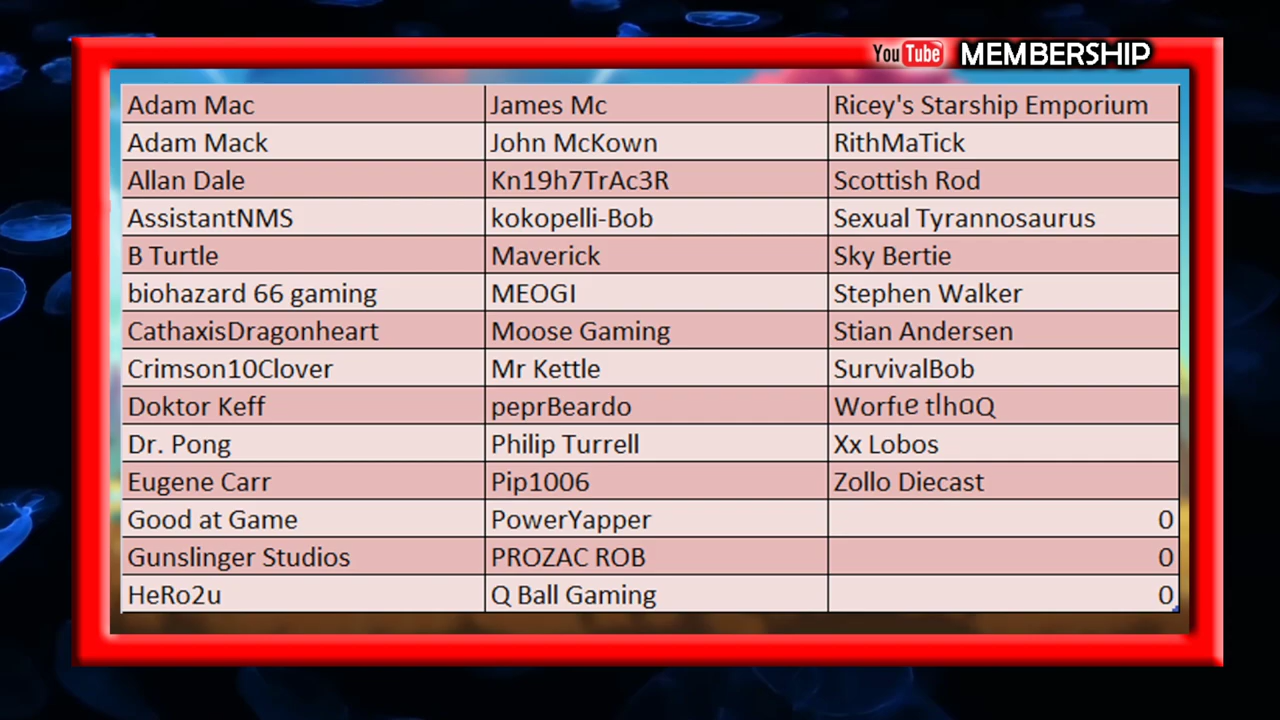 YouTube MEMBERSHIP
Adam Mac James Mc Ricey's Starship Emporium
Adam Mack John McKown RithMaTick
Allan Dale Kn19h7TrAc3R Scottish Rod
AssistantNMS kokopelli-Bob Sexual Tyrannosaurus
B Turtle Maverick Sky Bertie
biohazard 66 gaming MEOGI Stephen Walker
CathaxisDragonheart Moose Gaming Stian Andersen
Crimson10Clover Mr Kettle SurvivalBob
Doktor Keff peprBeardo Worfιҽ tlhαQ
Dr. Pong Philip Turrell Xx Lobos
Eugene Carr Pip1006 Zollo Diecast
Good at Game PowerYapper 0
Gunslinger Studios PROZAC ROB 0
HeRo2u Q Ball Gaming 0